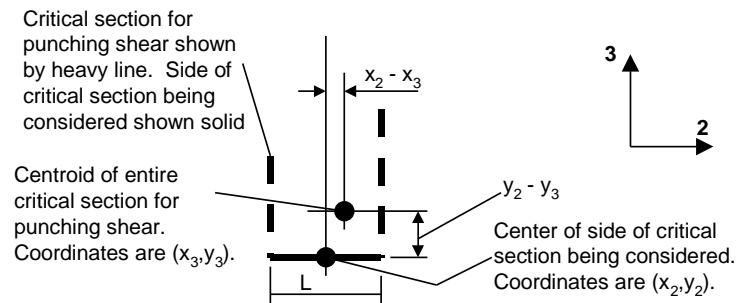 Critical section for
punching shear shown
by heavy line.  Side of
critical section being
considered shown solid
x₂ - x₃
3
2
Centroid of entire
critical section for
punching shear.
Coordinates are (x₃,y₃).
y₂ - y₃
Center of side of critical
section being considered.
Coordinates are (x₂,y₂).
L